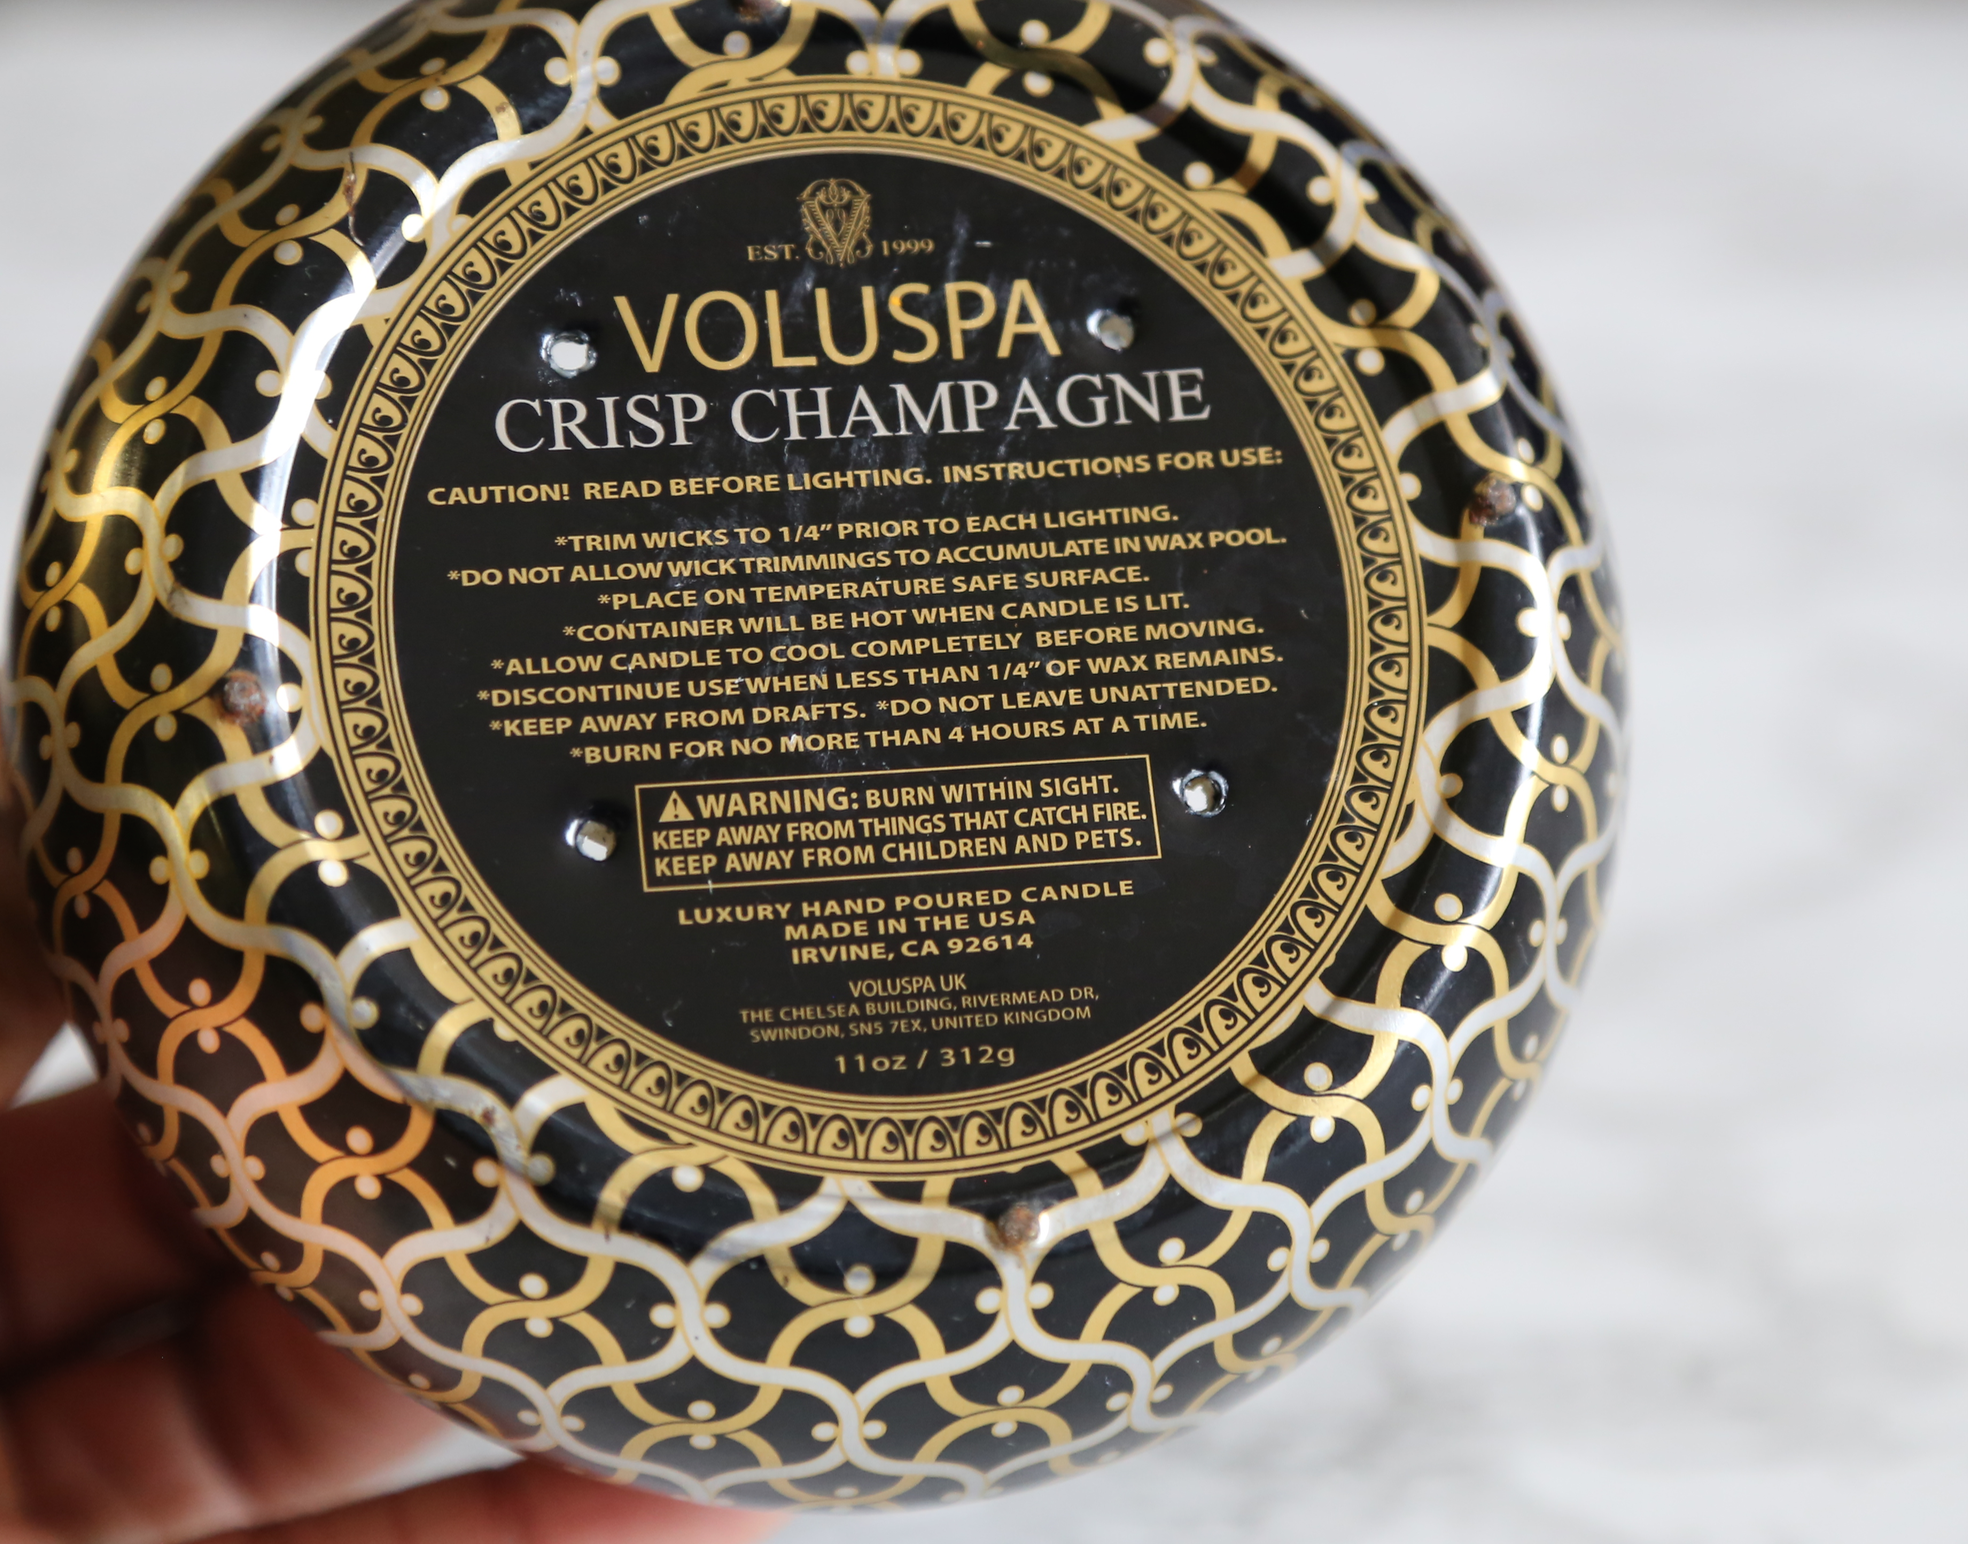 EST. 1999
VOLUSPA
CRISP CHAMPAGNE
CAUTION! READ BEFORE LIGHTING. INSTRUCTIONS FOR USE:
*TRIM WICKS TO 1/4” PRIOR TO EACH LIGHTING.
*DO NOT ALLOW WICK TRIMMINGS TO ACCUMULATE IN WAX POOL.
*PLACE ON TEMPERATURE SAFE SURFACE.
*CONTAINER WILL BE HOT WHEN CANDLE IS LIT.
*ALLOW CANDLE TO COOL COMPLETELY BEFORE MOVING.
*DISCONTINUE USE WHEN LESS THAN 1/4” OF WAX REMAINS.
*KEEP AWAY FROM DRAFTS. *DO NOT LEAVE UNATTENDED.
*BURN FOR NO MORE THAN 4 HOURS AT A TIME.
WARNING: BURN WITHIN SIGHT.
KEEP AWAY FROM THINGS THAT CATCH FIRE.
KEEP AWAY FROM CHILDREN AND PETS.
LUXURY HAND POURED CANDLE
MADE IN THE USA
IRVINE, CA 92614
VOLUSPA UK
THE CHELSEA BUILDING, RIVERMEAD DR,
SWINDON, SN5 7EX, UNITED KINGDOM
11oz / 312g